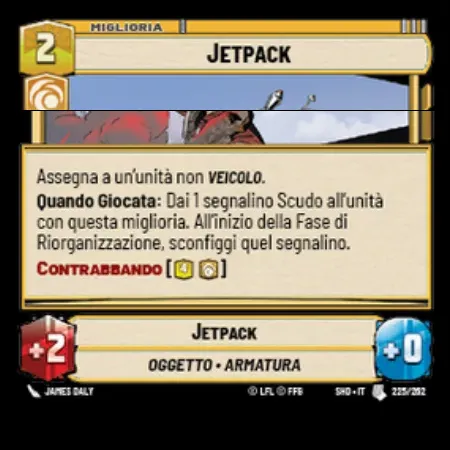 MIGLIORIA
2
JETPACK
Assegna a un'unità non VEICOLO.
Quando Giocata: Dai 1 segnalino Scudo all'unità
con questa miglioria. All'inizio della Fase di
Riorganizzazione, sconfiggi quel segnalino.
CONTRABBANDO [4 ]
JETPACK
+2
+0
OGGETTO • ARMATURA
JAMES DALY
© LFL © FFG
SHD • IT
225/262